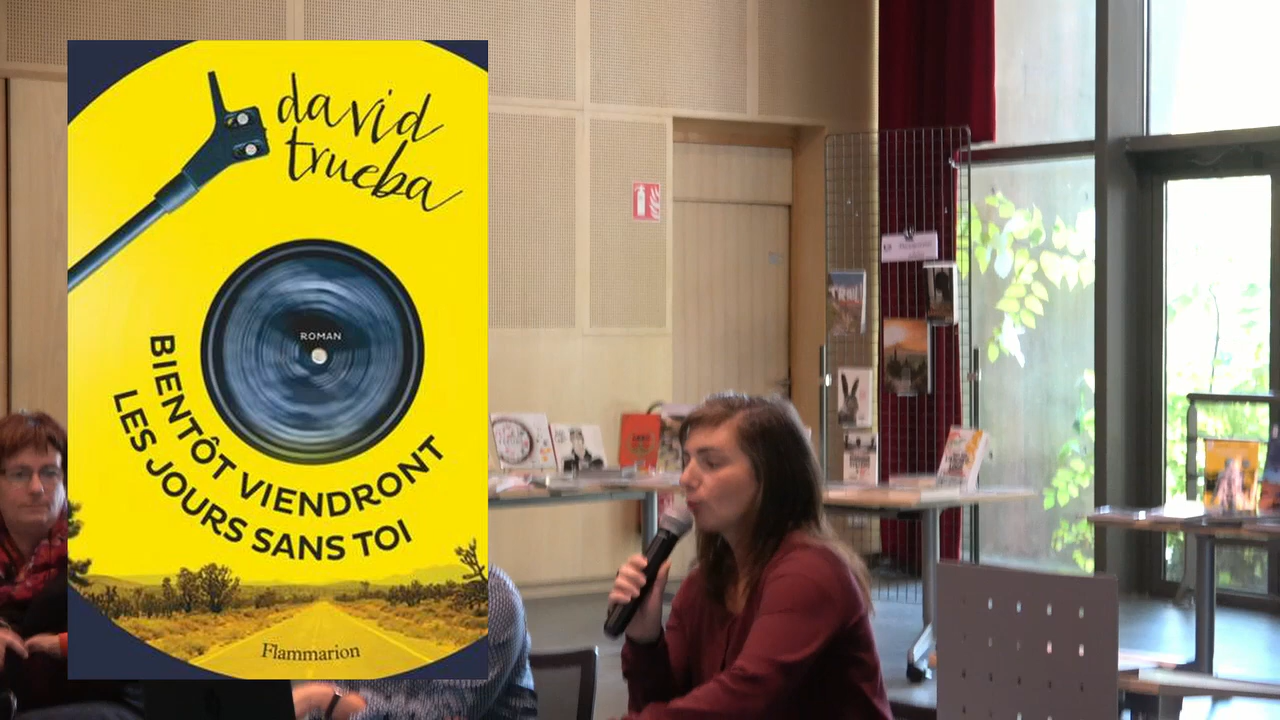 david
trueba
ROMAN
BIENTÔT VIENDRONT
LES JOURS SANS TOI
Flammarion